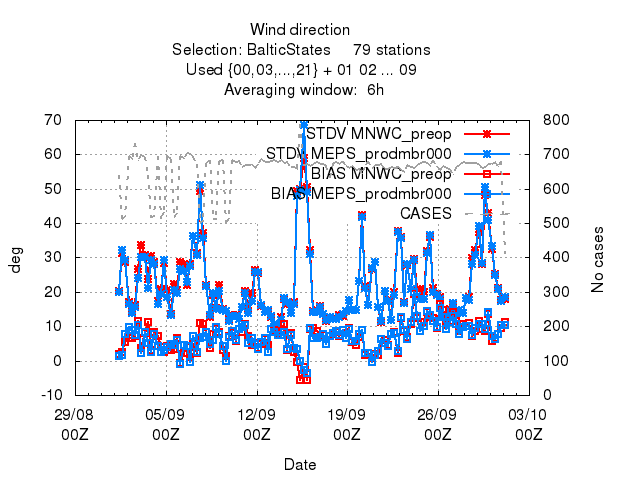 Wind direction
Selection: BalticStates 79 stations
Used {00,03,...,21} + 01 02 ... 09
Averaging window: 6h
70 800
STDV MNWC_preop
60 700
STDV MEPS_prodmbr000
BIAS MNWC_preop
50 600
BIAS MEPS_prodmbr000
CASES
40 500
30 400
20 300
10 200
0 100
-10 0
deg
No cases
29/08 05/09 12/09 19/09 26/09 03/10
00Z 00Z 00Z 00Z 00Z 00Z
Date